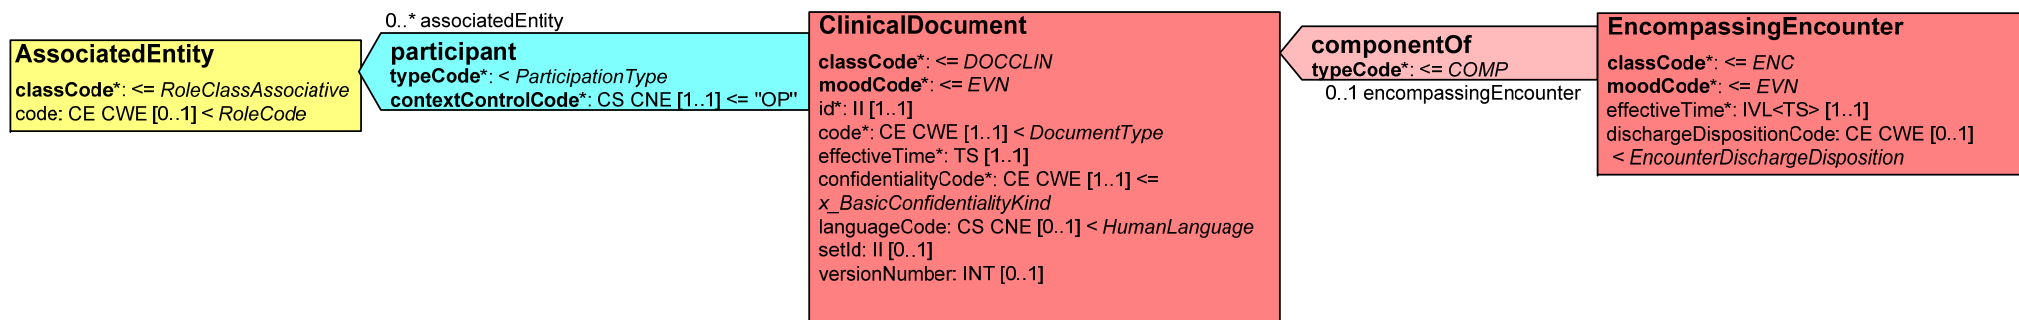 AssociatedEntity
classCode*: <= RoleClassAssociative
code: CE CWE [0..1] < RoleCode
0..* associatedEntity
participant
typeCode*: < ParticipationType
contextControlCode*: CS CNE [1..1] <= "OP"
ClinicalDocument
classCode*: <= DOCCLIN
moodCode*: <= EVN
id*: II [1..1]
code*: CE CWE [1..1] < DocumentType
effectiveTime*: TS [1..1]
confidentialityCode*: CE CWE [1..1] <=
x_BasicConfidentialityKind
languageCode: CS CNE [0..1] < HumanLanguage
setId: II [0..1]
versionNumber: INT [0..1]
componentOf
typeCode*: <= COMP
0..1 encompassingEncounter
EncompassingEncounter
classCode*: <= ENC
moodCode*: <= EVN
effectiveTime*: IVL<TS> [1..1]
dischargeDispositionCode: CE CWE [0..1]
< EncounterDischargeDisposition